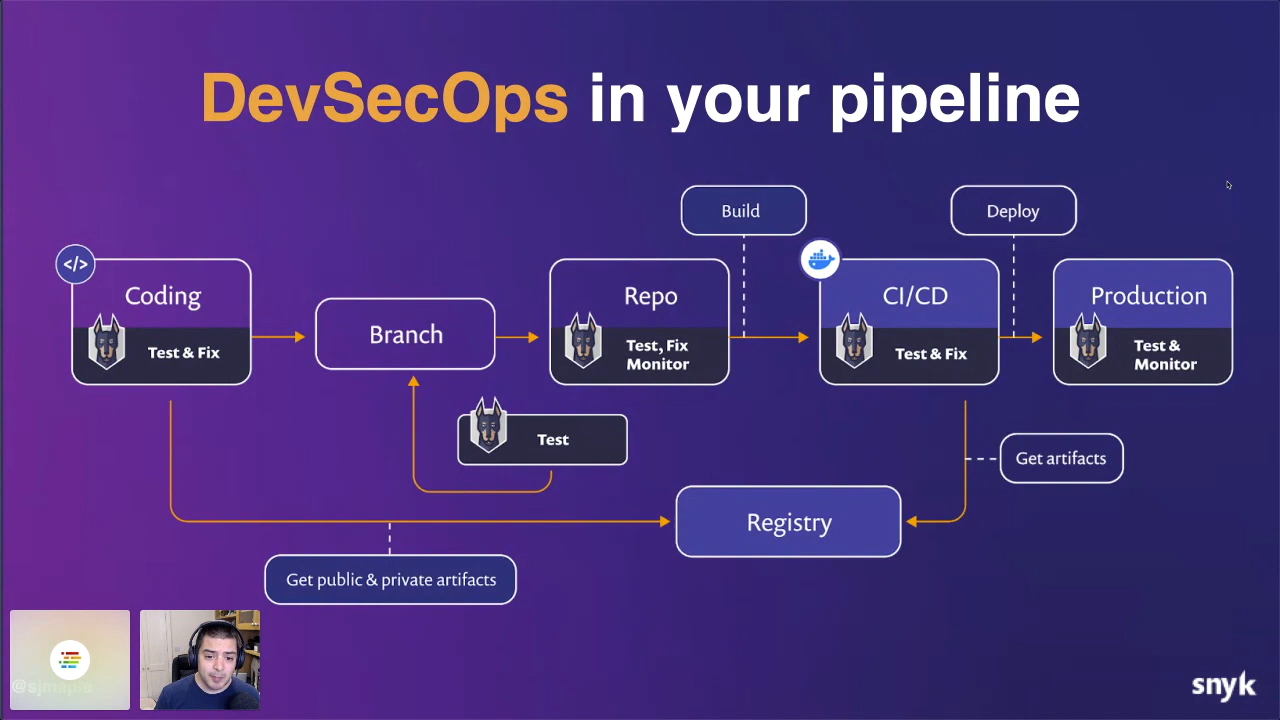 DevSecOps in your pipeline
Build
Deploy
</>
Coding
Test & Fix
Branch
Repo
Test, Fix
Monitor
CI/CD
Test & Fix
Production
Test &
Monitor
Test
Get artifacts
Registry
Get public & private artifacts
@sjmaple
snyk